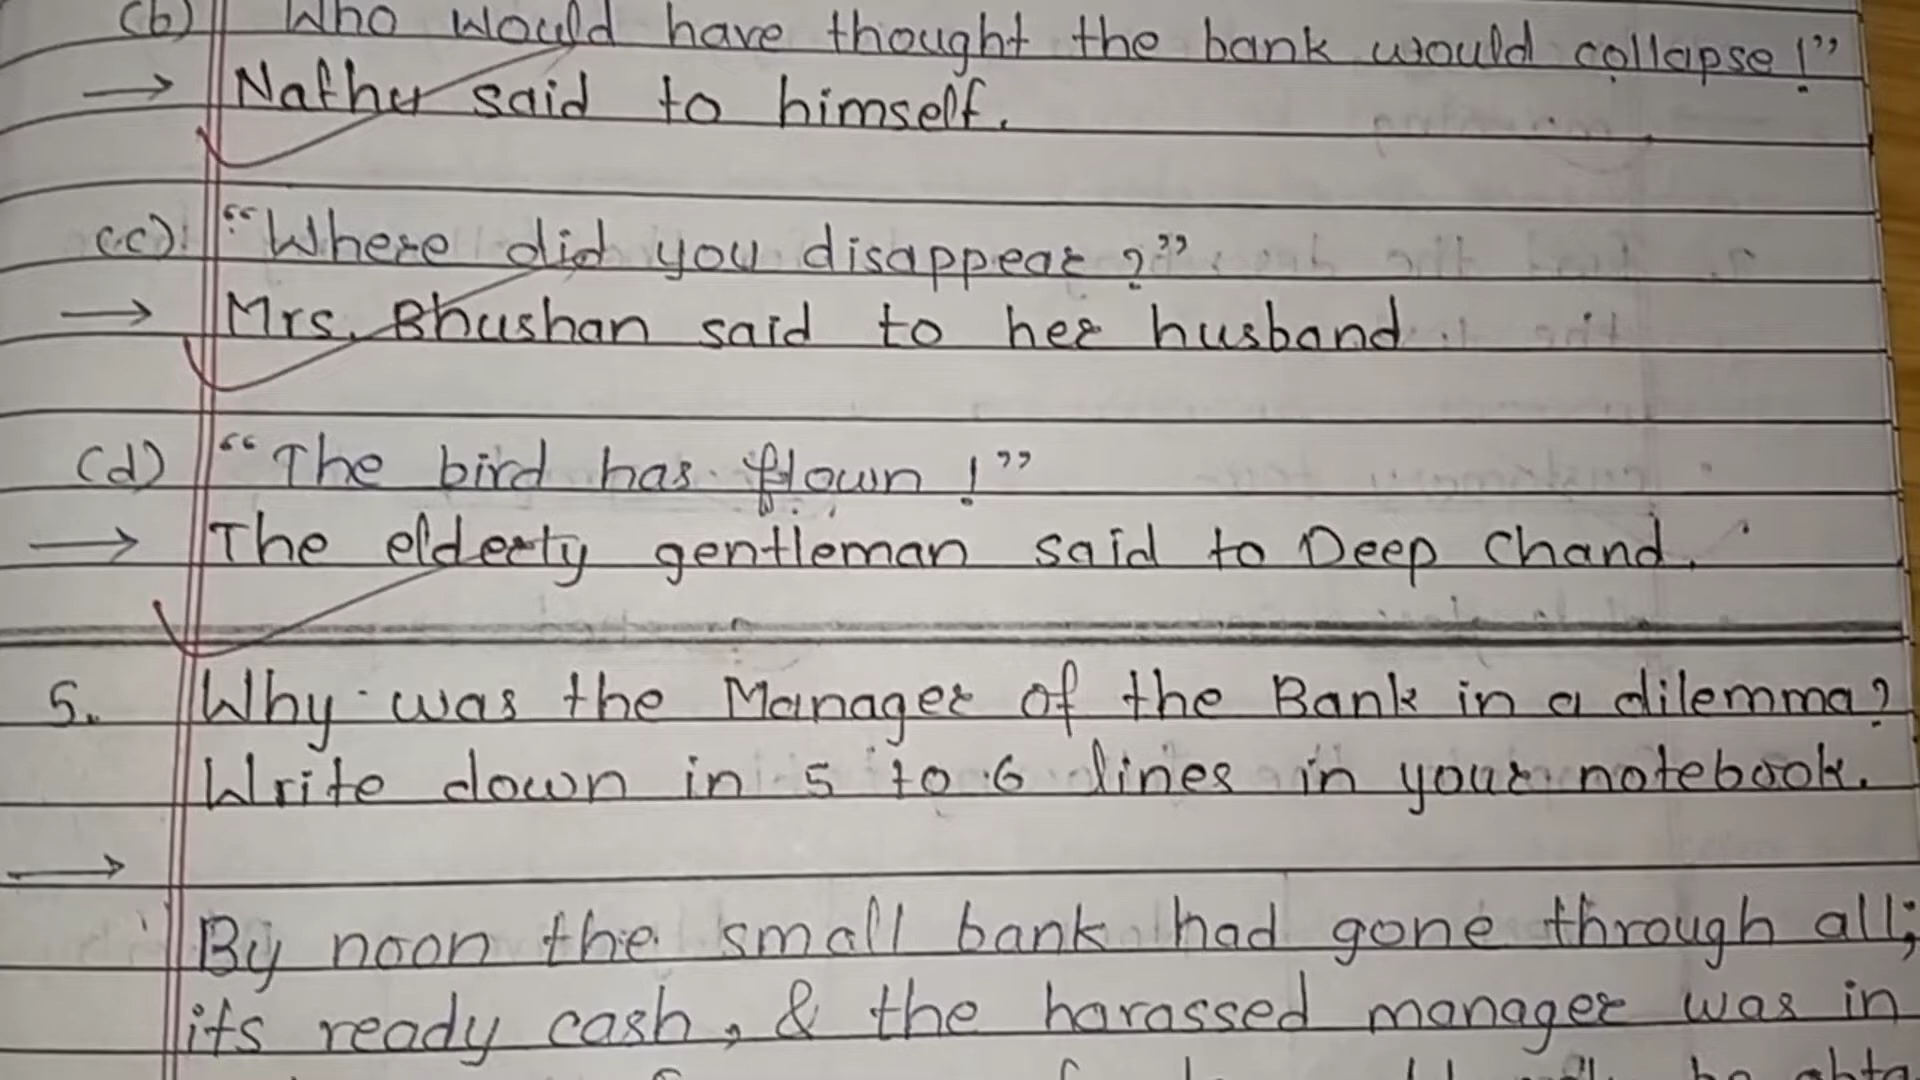 (b) Who would have thought the bank would collapse!”
→ Nathu said to himself.
(c) “Where did you disappear?”
→ Mrs. Bhushan said to her husband.
(d) “The bird has flown!”
→ The elderly gentleman said to Deep Chand.
5. Why was the Manager of the Bank in a dilemma?
Write down in 5 to 6 lines in your notebook.
→
By noon the small bank had gone through all
its ready cash, & the harassed manager was in